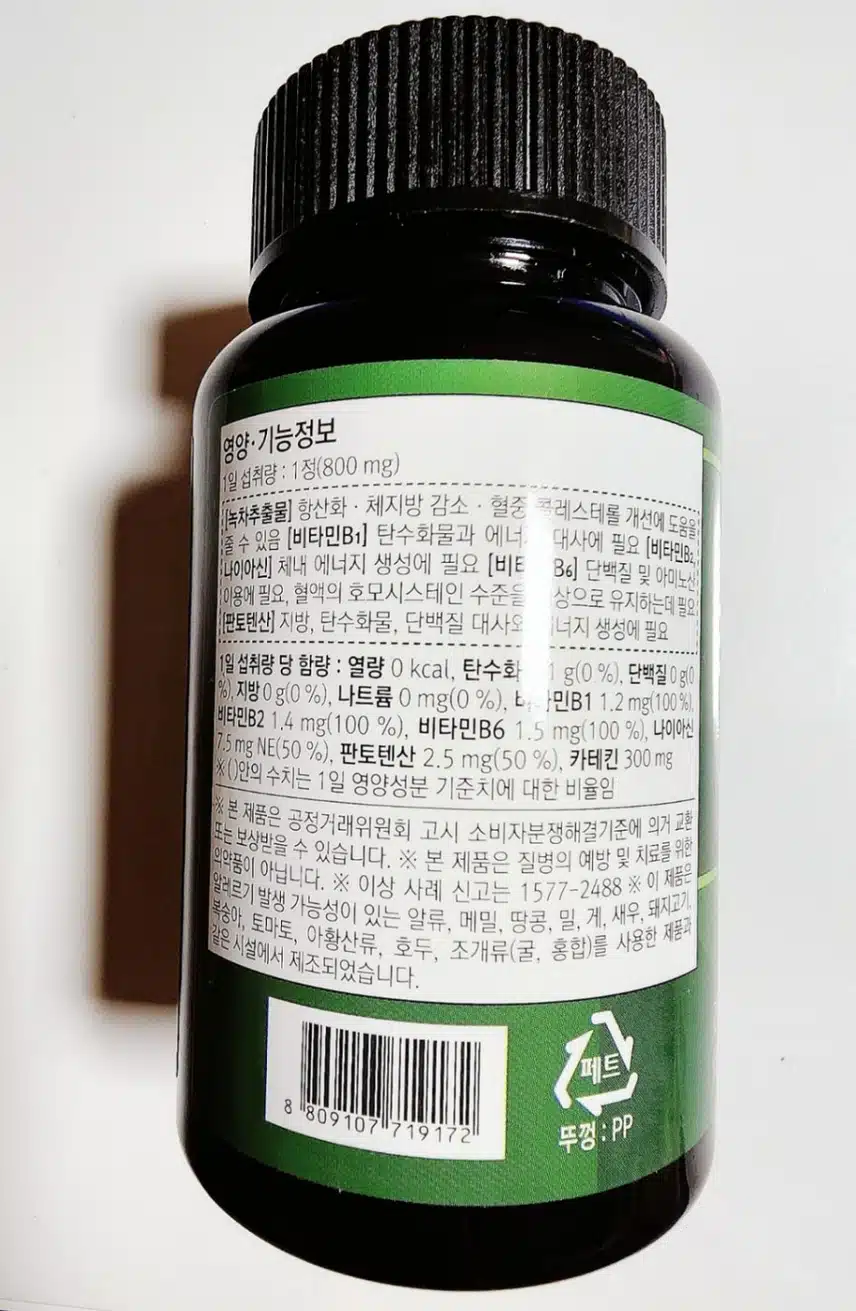 영양·기능정보
1일 섭취량 : 1정(800 mg)
[녹차추출물] 항산화 · 체지방 감소 · 혈중 콜레스테롤 개선에 도움을
줄 수 있음 [비타민B₁] 탄수화물과 에너지 대사에 필요 [비타민B₂,
나이아신] 체내 에너지 생성에 필요 [비타민B₆] 단백질 및 아미노산
이용에 필요, 혈액의 호모시스테인 수준을 상으로 유지하는데 필요
[판토텐산] 지방, 탄수화물, 단백질 대사와 에너지 생성에 필요
1일 섭취량 당 함량 : 열량 0 kcal, 탄수화 1 g(0 %), 단백질 0 g(0
%), 지방 0 g(0 %), 나트륨 0 mg(0 %), 비타민B1 1.2 mg(100 %),
비타민B2 1.4 mg(100 %), 비타민B6 1.5 mg(100 %), 나이아신
7.5 mg NE(50 %), 판토텐산 2.5 mg(50 %), 카테킨 300 mg
※ ( )안의 수치는 1일 영양성분 기준치에 대한 비율임
※ 본 제품은 공정거래위원회 고시 소비자분쟁해결기준에 의거 교환
또는 보상받을 수 있습니다. ※ 본 제품은 질병의 예방 및 치료를 위한
의약품이 아닙니다. ※ 이상 사례 신고는 1577-2488 ※ 이 제품은
알레르기 발생 가능성이 있는 알류, 메밀, 땅콩, 밀, 게, 새우, 돼지고기,
복숭아, 토마토, 아황산류, 호두, 조개류(굴, 홍합)를 사용한 제품과
같은 시설에서 제조되었습니다.
8 809107 719172
페트
뚜껑 : PP